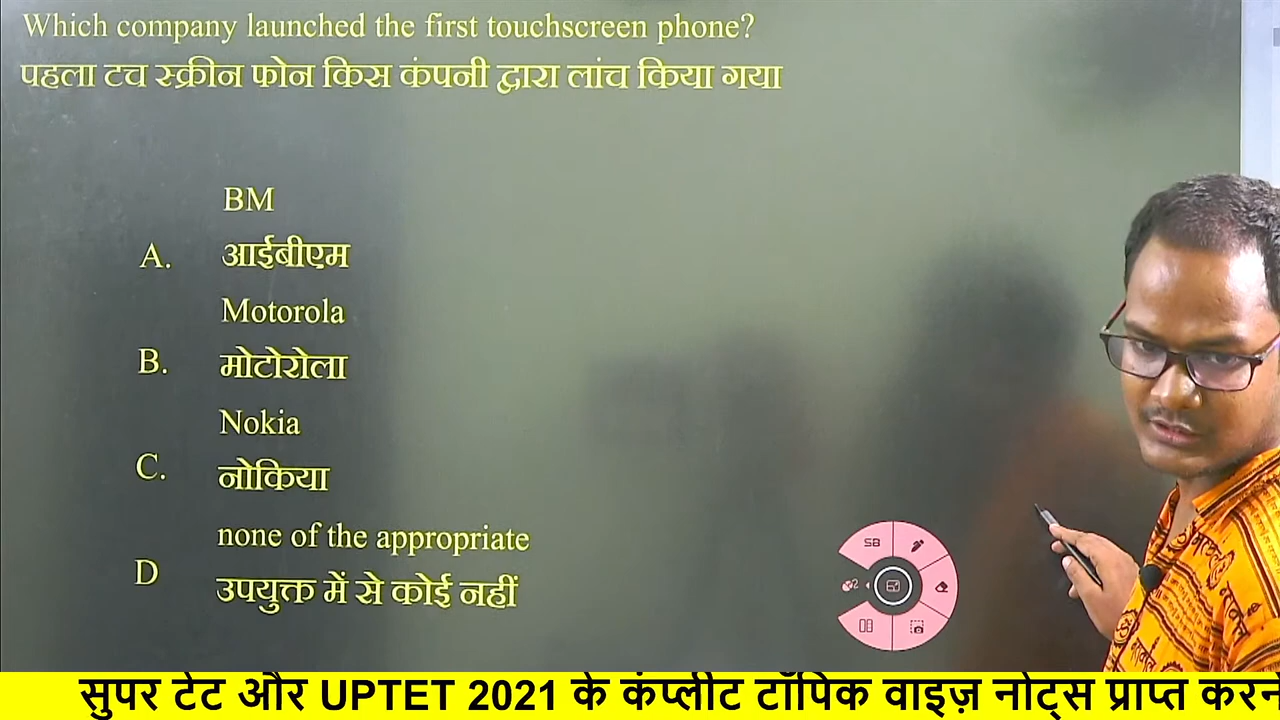 Which company launched the first touchscreen phone?
पहला टच स्क्रीन फोन किस कंपनी द्वारा लांच किया गया
BM
A. आईबीएम
Motorola
B. मोटोरोला
Nokia
C. नोकिया
none of the appropriate
D उपयुक्त में से कोई नहीं
SB
सुपर टेट और UPTET 2021 के कंप्लीट टॉपिक वाइज़ नोट्स प्राप्त करने